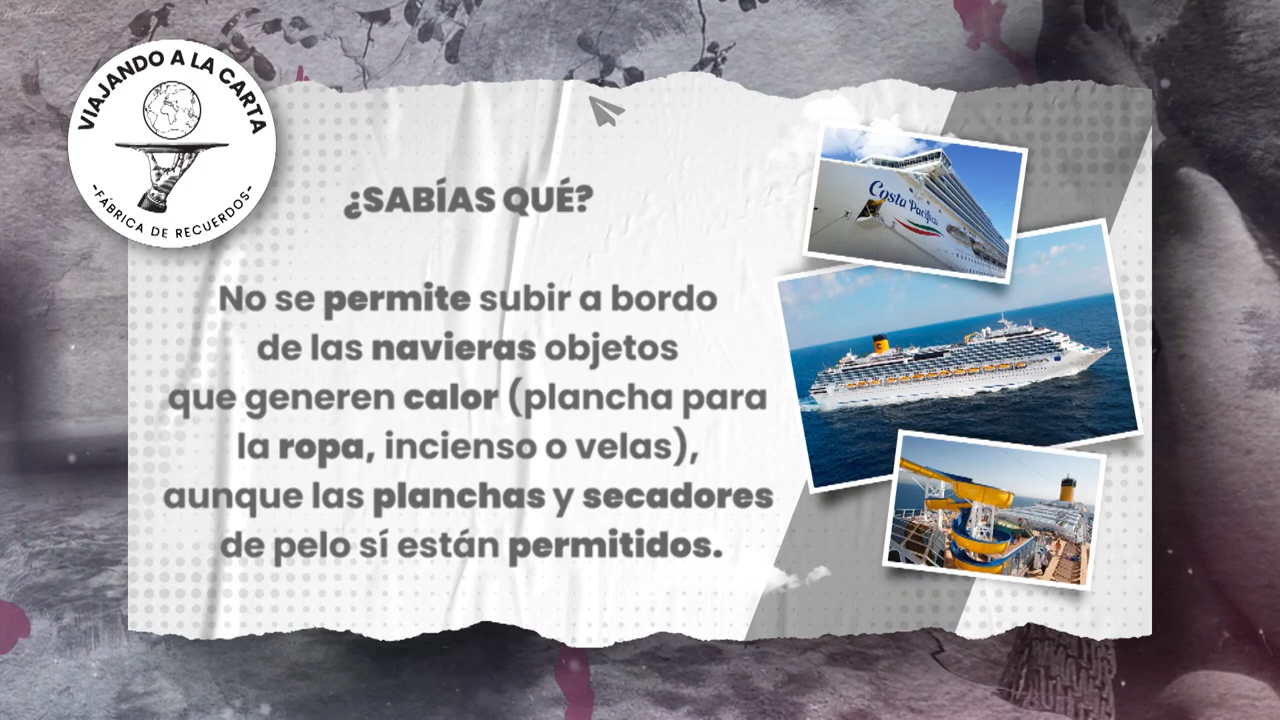 VIAJANDO A LA CARTA
-FÁBRICA DE RECUERDOS-
¿SABÍAS QUÉ?
No se permite subir a bordo
de las navieras objetos
que generen calor (plancha para
la ropa, incienso o velas),
aunque las planchas y secadores
de pelo sí están permitidos.
Costa Pacifica